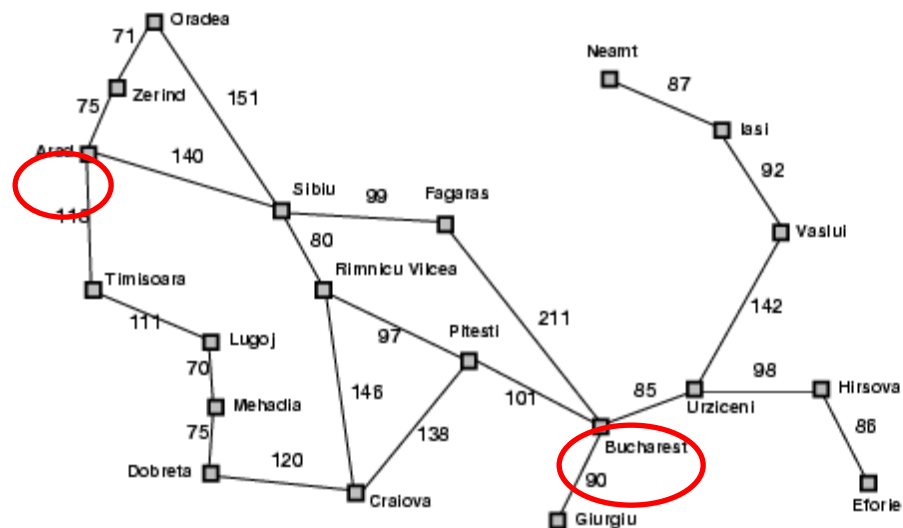 Oradea
71
Neamt
87
Zerind
151
75
Iasi
Arad
140
92
Sibiu
99
Fagaras
118
80
Vaslui
Timisoara
Rimnicu Vilcea
142
111
211
Lugoj
97
Pitesti
70
98
Hirsova
146
101
85
Mehadia
Urziceni
75
138
86
Bucharest
120
Dobreta
90
Craiova
Eforie
Giurgiu